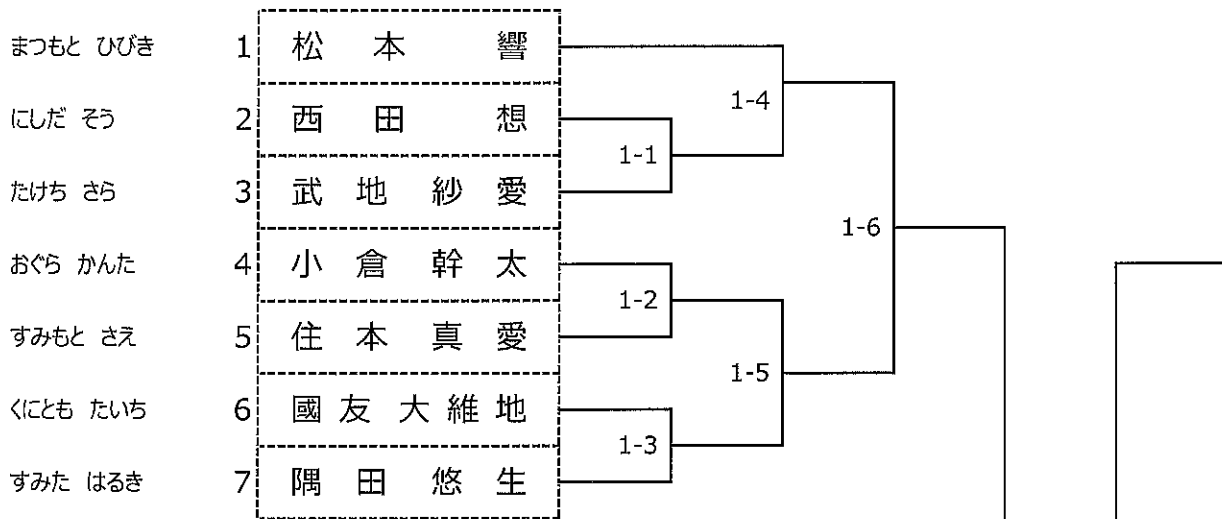 まつもと ひびき 1 松本 響
1-4
にしだ そう 2 西田 想
1-1
たけち さら 3 武地 紗愛
1-6
おぐら かんた 4 小倉 幹太
1-2
すみもと さえ 5 住本 真愛
1-5
くにとも たいち 6 國友 大維地
1-3
すみた はるき 7 隅田 悠生